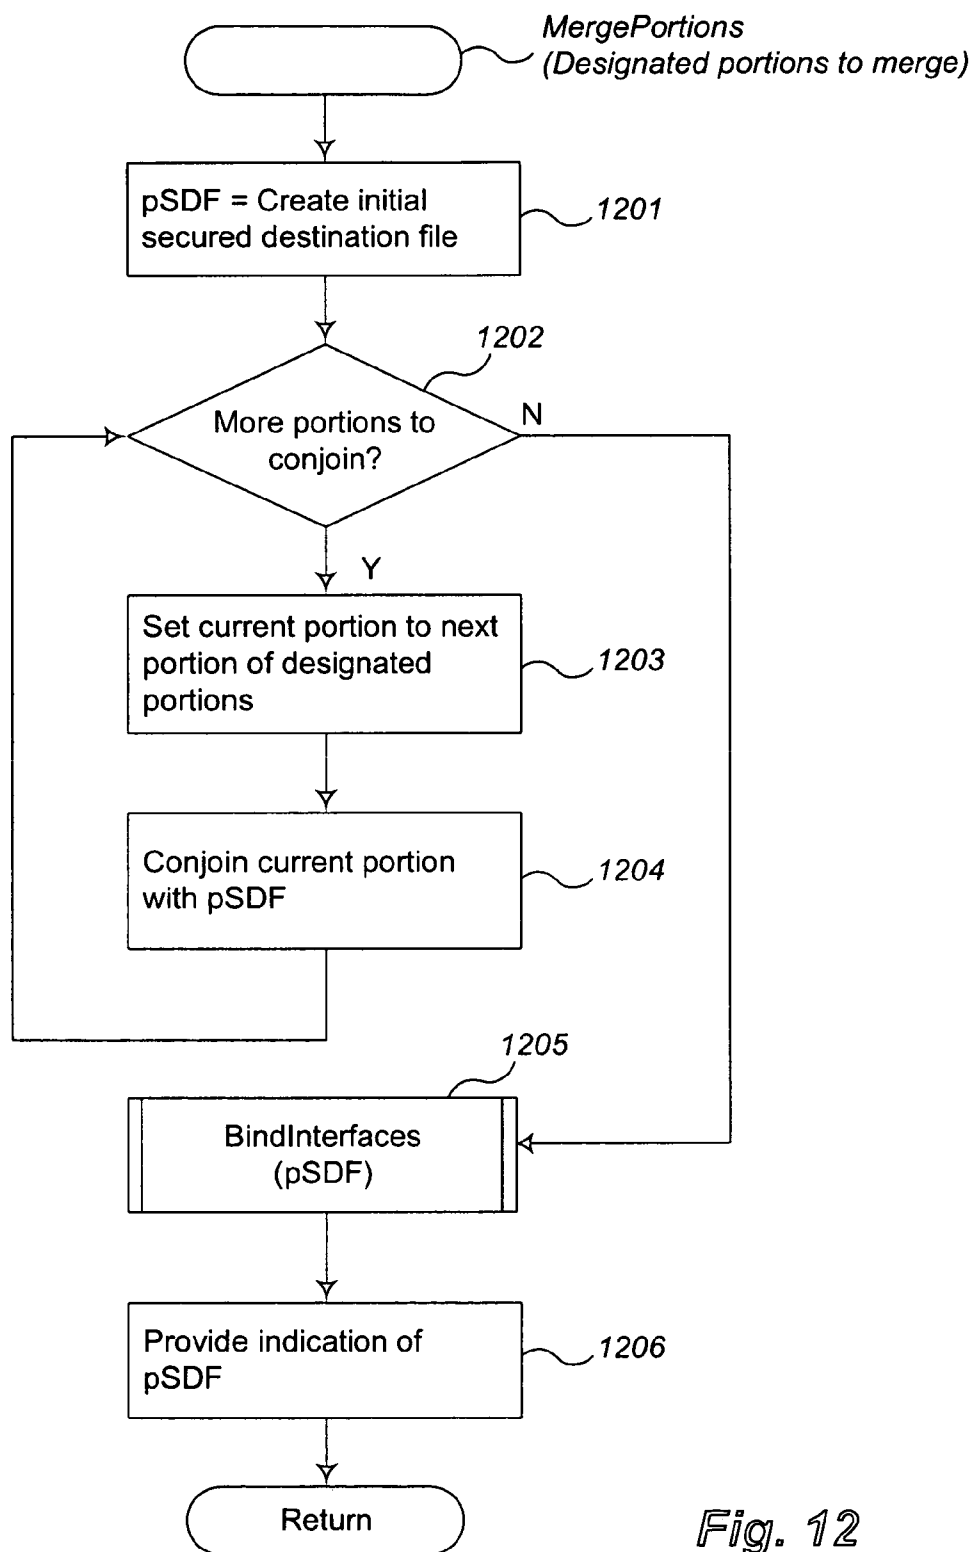 MergePortions
(Designated portions to merge)
pSDF = Create initial
secured destination file
1201
1202
More portions to
conjoin?
N
Y
Set current portion to next
portion of designated
portions
1203
Conjoin current portion
with pSDF
1204
1205
BindInterfaces
(pSDF)
Provide indication of
pSDF
1206
Return
Fig. 12